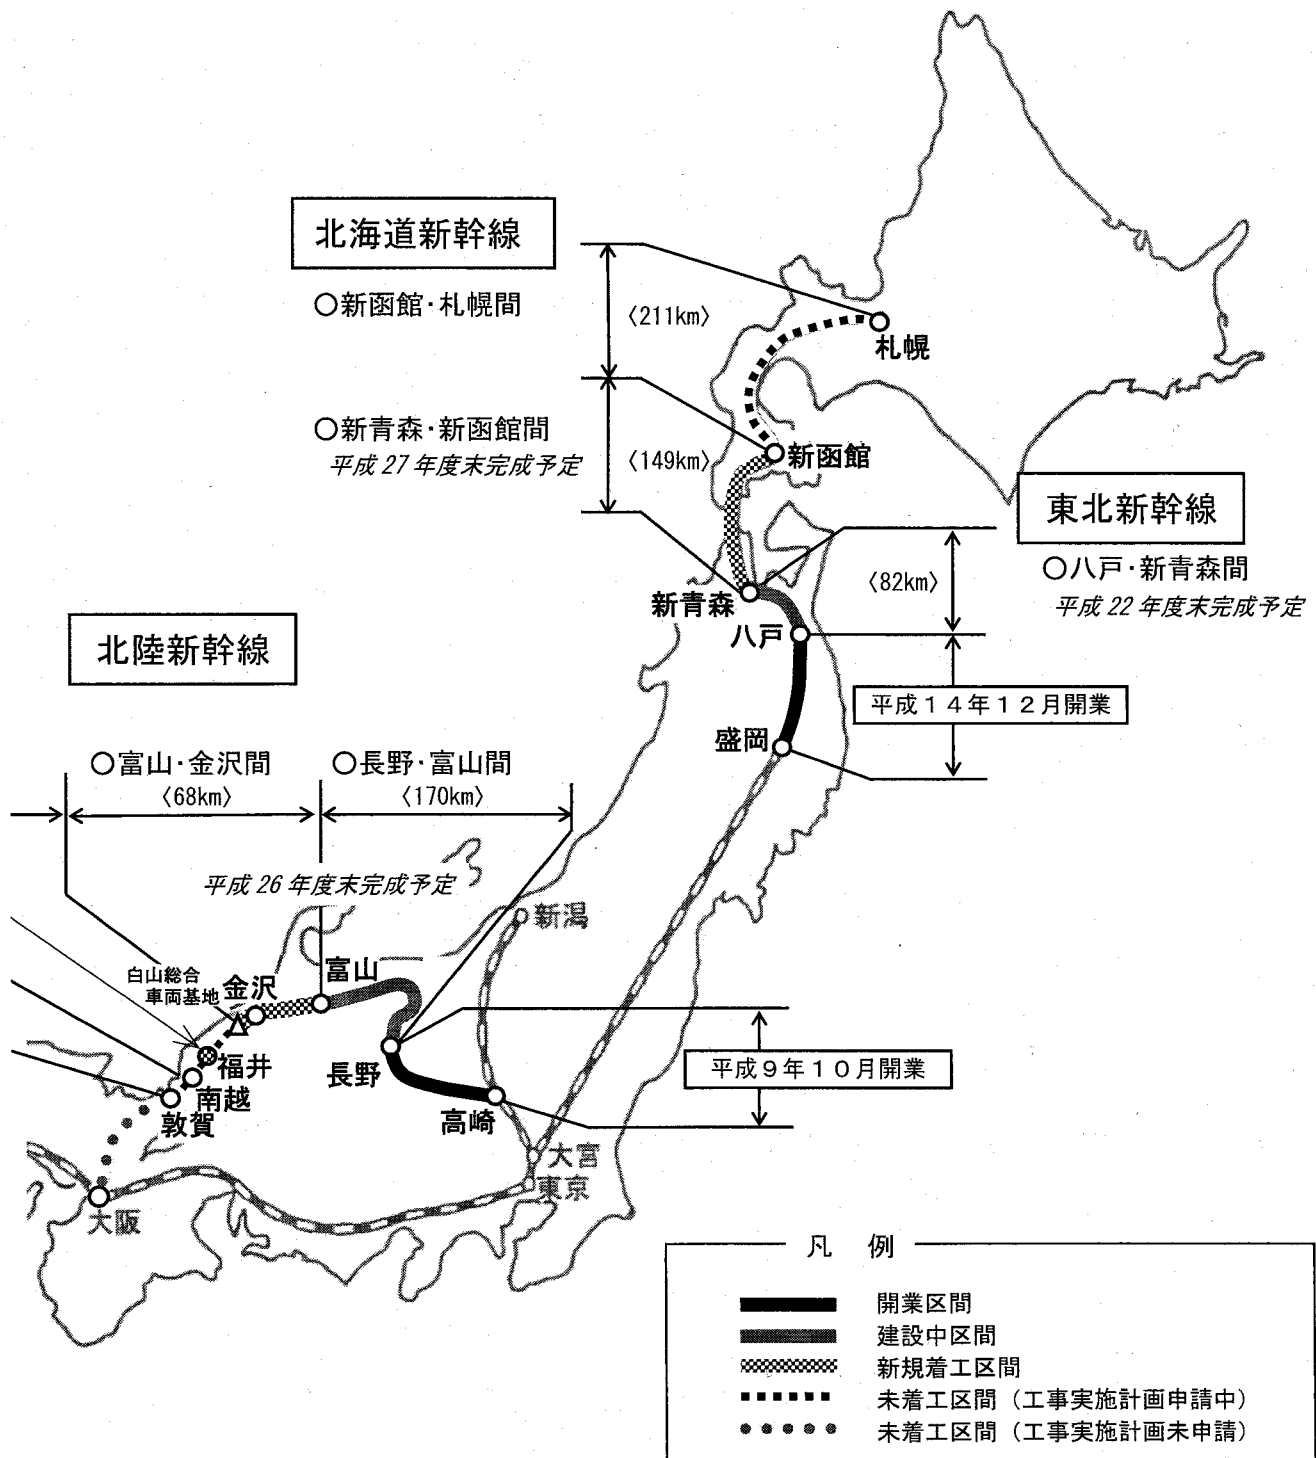 北海道新幹線
○新函館・札幌間
〈211km〉
札幌
○新青森・新函館間
平成27年度末完成予定
〈149km〉
新函館
東北新幹線
○八戸・新青森間
平成22年度末完成予定
〈82km〉
新青森
八戸
平成14年12月開業
盛岡
北陸新幹線
○富山・金沢間
〈68km〉
○長野・富山間
〈170km〉
平成26年度末完成予定
新潟
白山総合
車両基地
金沢
富山
福井
南越
敦賀
長野
高崎
平成9年10月開業
大宮
東京
大阪
凡 例
開業区間
建設中区間
新規着工区間
未着工区間（工事実施計画申請中）
未着工区間（工事実施計画未申請）